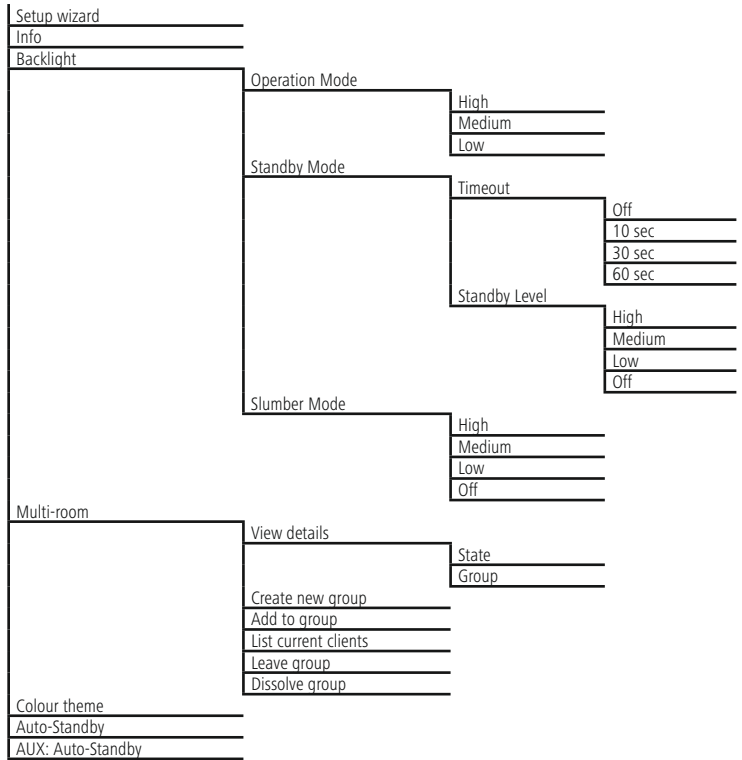 Setup wizard
Info
Backlight
Operation Mode
High
Medium
Low
Standby Mode
Timeout
Off
10 sec
30 sec
60 sec
Standby Level
High
Medium
Low
Off
Slumber Mode
High
Medium
Low
Off
Multi-room
View details
State
Group
Create new group
Add to group
List current clients
Leave group
Dissolve group
Colour theme
Auto-Standby
AUX: Auto-Standby